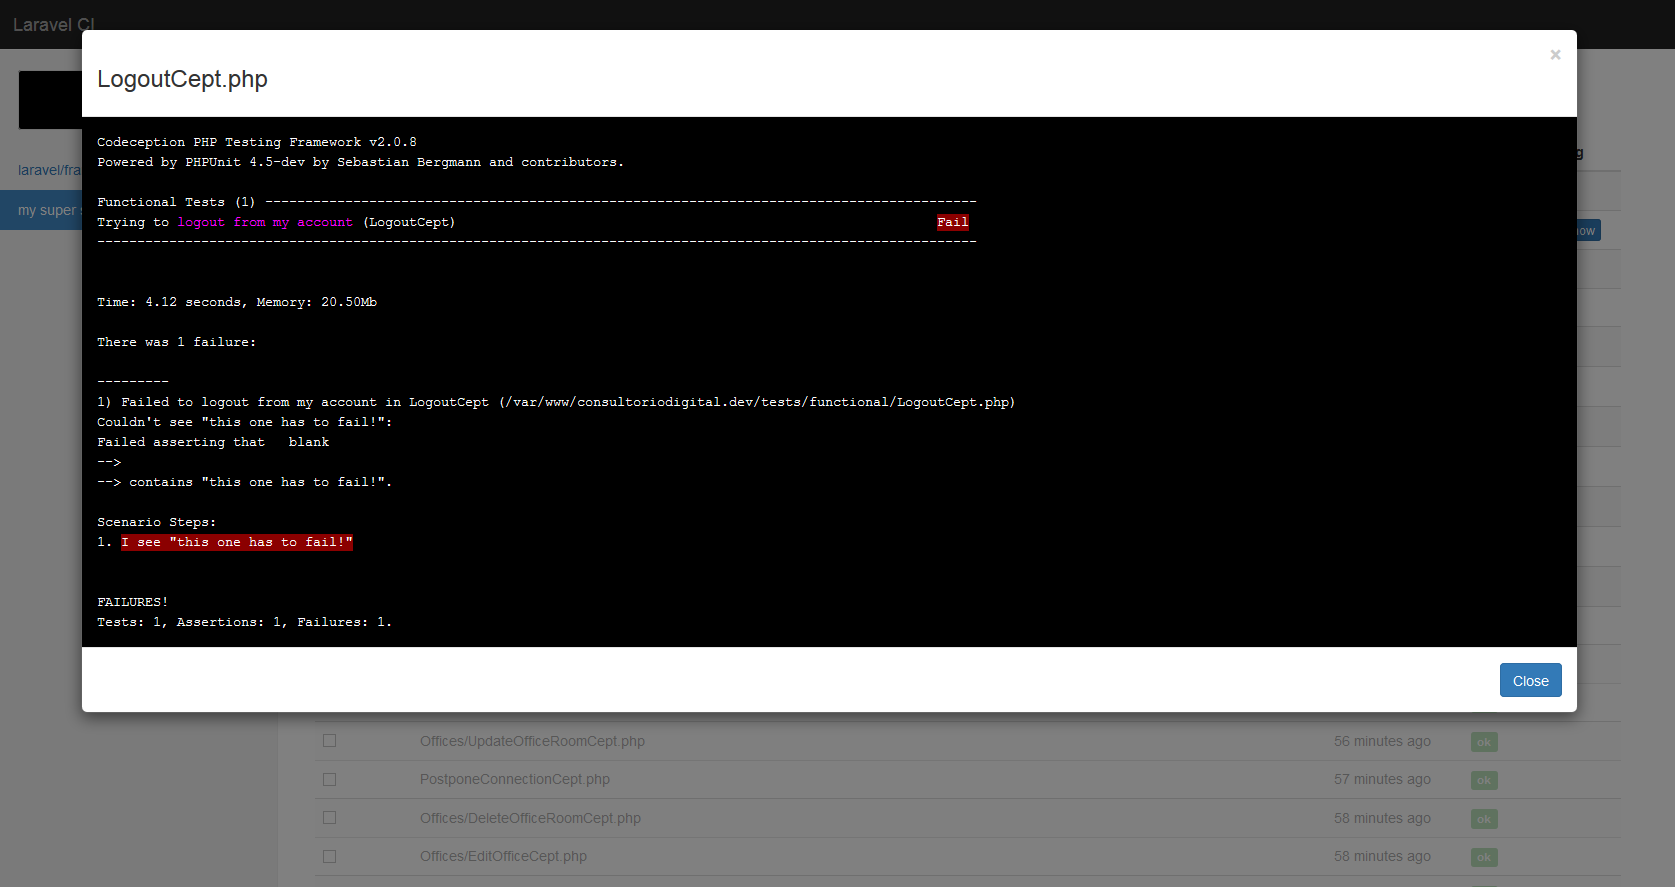 Laravel CI
×
LogoutCept.php
laravel/fra
my super
Codeception PHP Testing Framework v2.0.8
Powered by PHPUnit 4.5-dev by Sebastian Bergmann and contributors.
Functional Tests (1) -----------------------------------------------------------------------------------------
Trying to logout from my account (LogoutCept) Fail
--------------------------------------------------------------------------------------------------------------
Time: 4.12 seconds, Memory: 20.50Mb
There was 1 failure:
---------
1) Failed to logout from my account in LogoutCept (/var/www/consultoriodigital.dev/tests/functional/LogoutCept.php)
Couldn't see "this one has to fail!":
Failed asserting that   blank
-->
--> contains "this one has to fail!".
Scenario Steps:
1. I see "this one has to fail!"
FAILURES!
Tests: 1, Assertions: 1, Failures: 1.
g
ow
Close
Offices/UpdateOfficeRoomCept.php 56 minutes ago ok
PostponeConnectionCept.php 57 minutes ago ok
Offices/DeleteOfficeRoomCept.php 58 minutes ago ok
Offices/EditOfficeCept.php 58 minutes ago ok